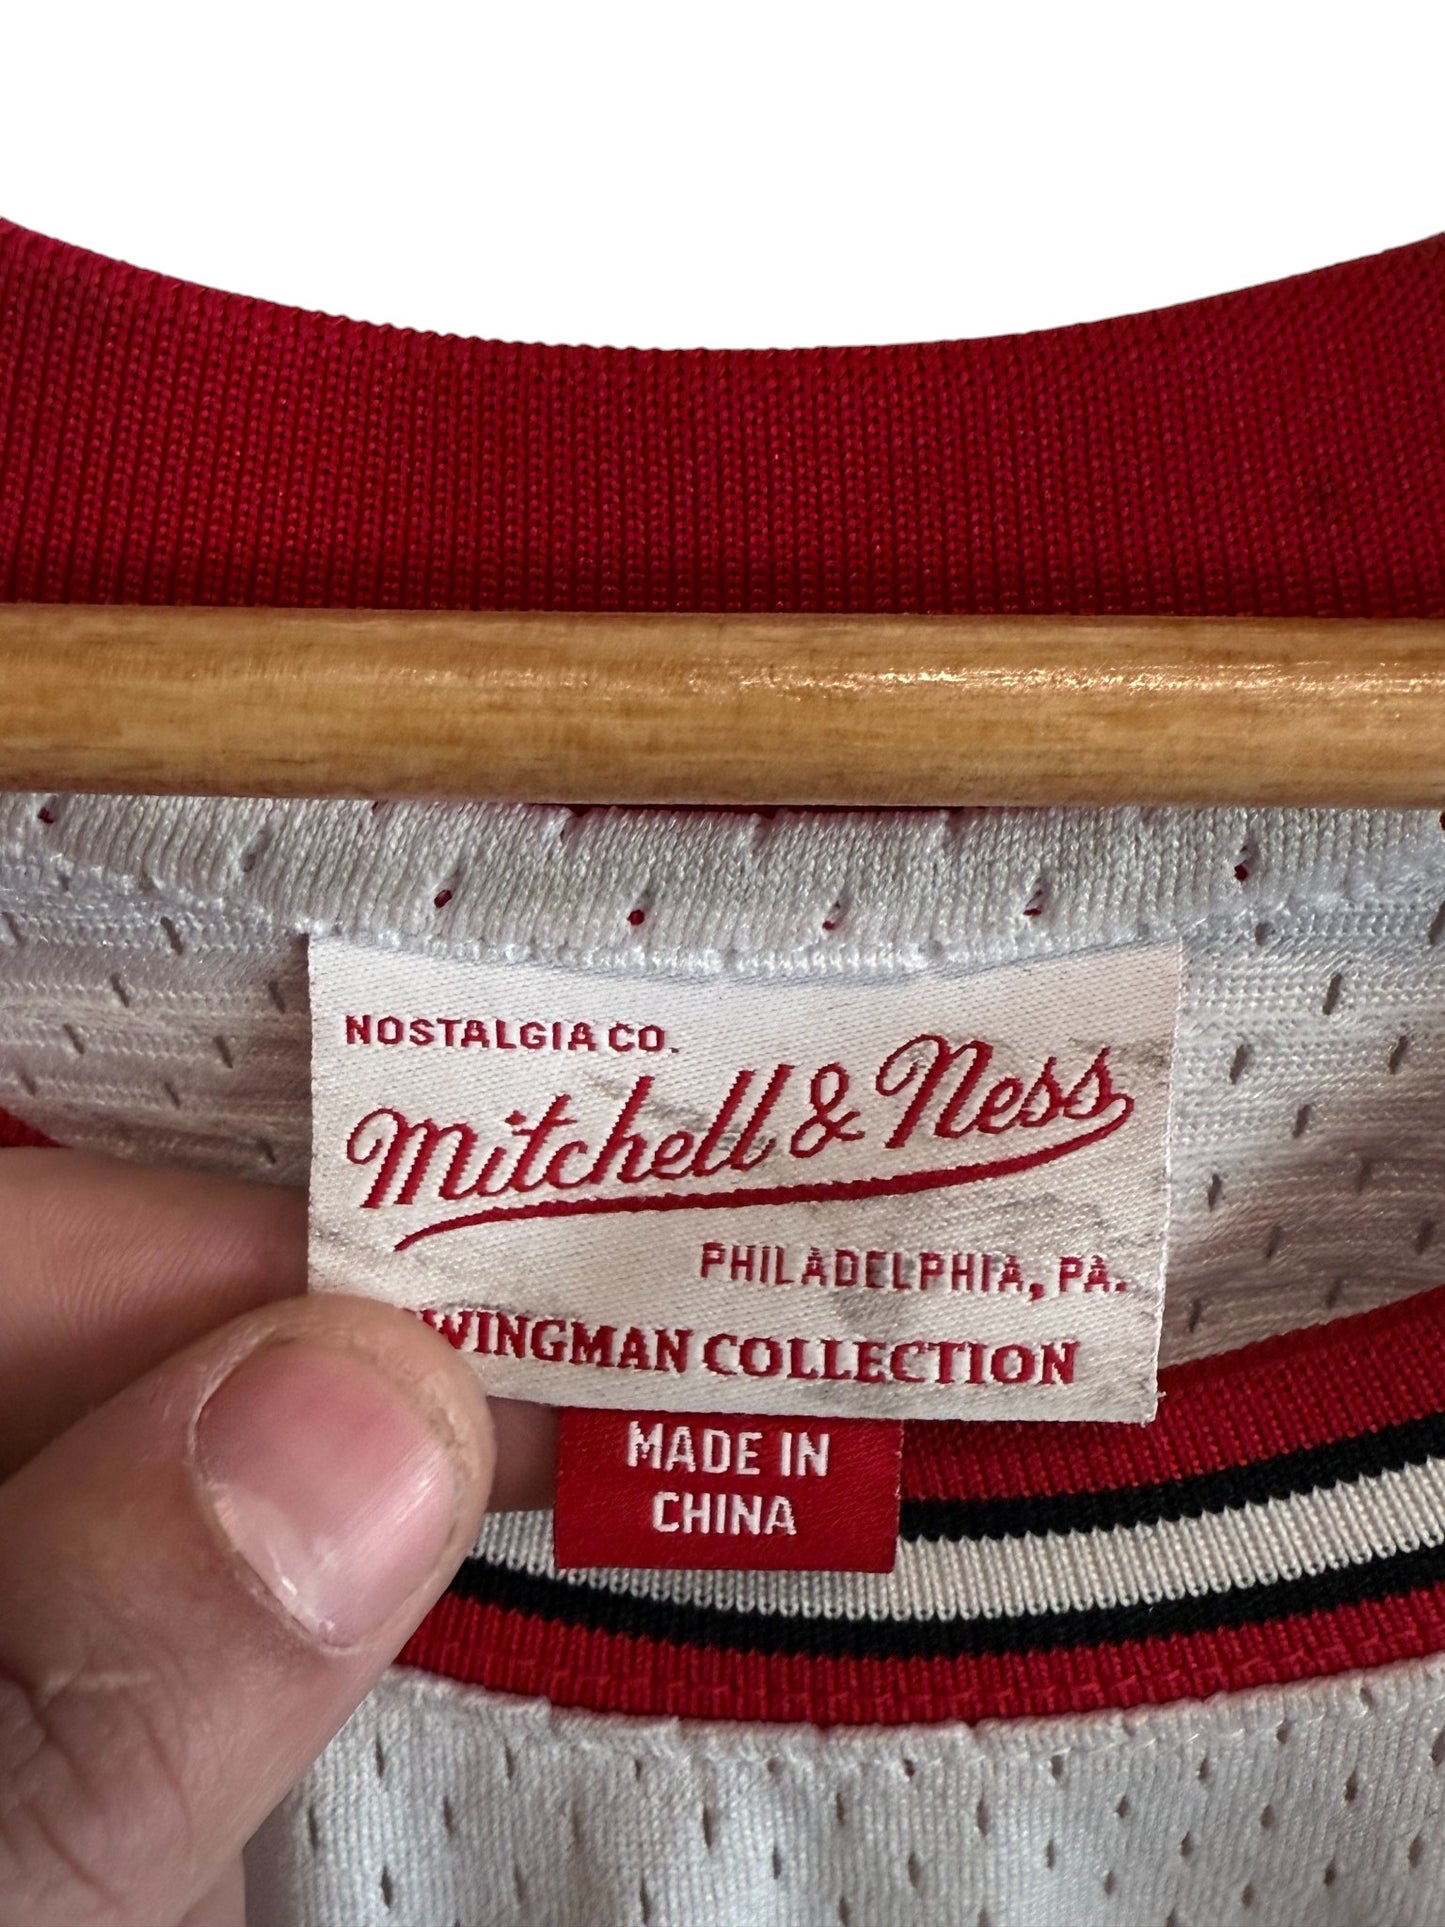 NOSTALGIA CO.
Mitchell & Ness
PHILADELPHIA, PA.
WINGMAN COLLECTION
MADE IN
CHINA